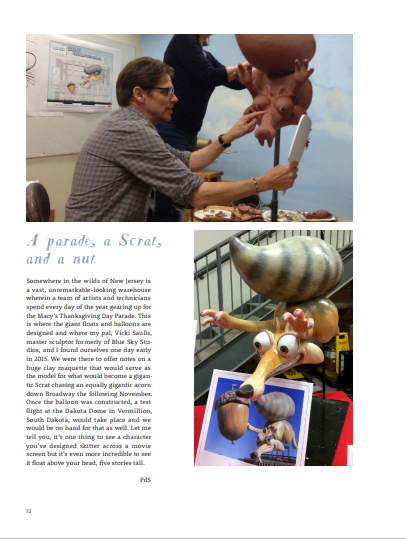 A parade, a Scrat,
and a nut
Somewhere in the wilds of New Jersey is
a vast, unremarkable-looking warehouse
wherein a team of artists and technicians
spend every day of the year gearing up for
the Macy's Thanksgiving Day Parade. This
is where the giant floats and balloons are
designed and where my pal, Vicki Saulls,
master sculptor formerly of Blue Sky Stu-
dios, and I found ourselves one day early
in 2015. We were there to offer notes on a
huge clay maquette that would serve as
the model for what would become a gigan-
tic Scrat chasing an equally gigantic acorn
down Broadway the following November.
Once the balloon was constructed, a test
flight at the Dakota Dome in Vermillion,
South Dakota, would take place and we
would be on hand for that as well. Let me
tell you, it's one thing to see a character
you've designed skitter across a movie
screen but it's even more incredible to see
it float above your head, five stories tall.
PdS
72